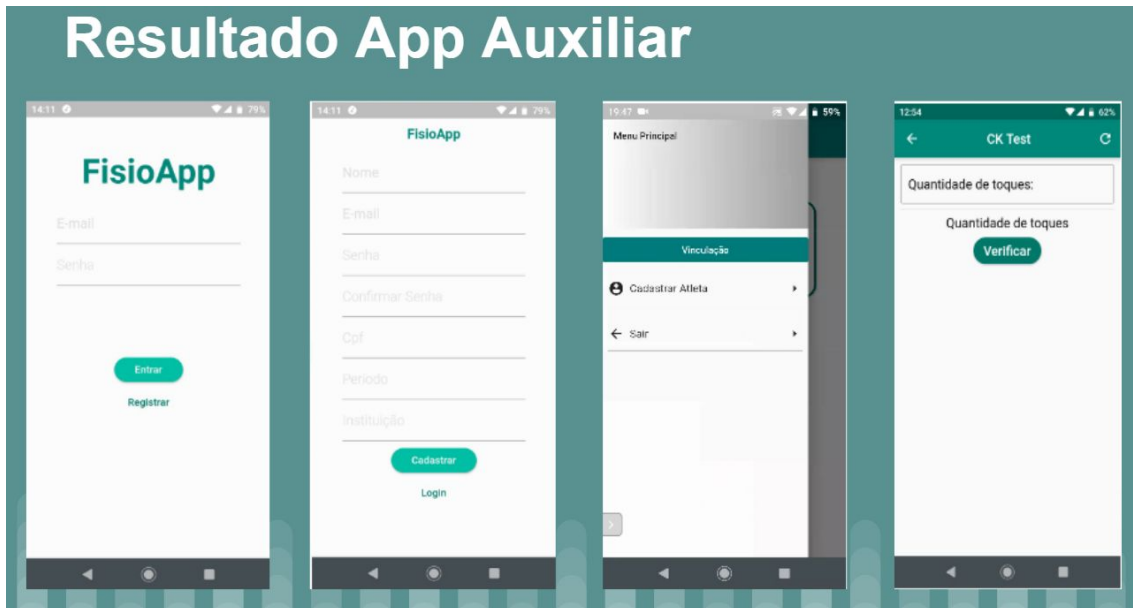 Resultado App Auxiliar
14:11 79%
FisioApp
E-mail
Senha
Entrar
Registrar
14:11 79%
FisioApp
Nome
E-mail
Senha
Confirmar Senha
Cpf
Período
Instituição
Cadastrar
Login
19:47 59%
Menu Principal
Vinculação
Cadastrar Atleta
Sair
12:54 62%
CK Test
Quantidade de toques:
Quantidade de toques
Verificar